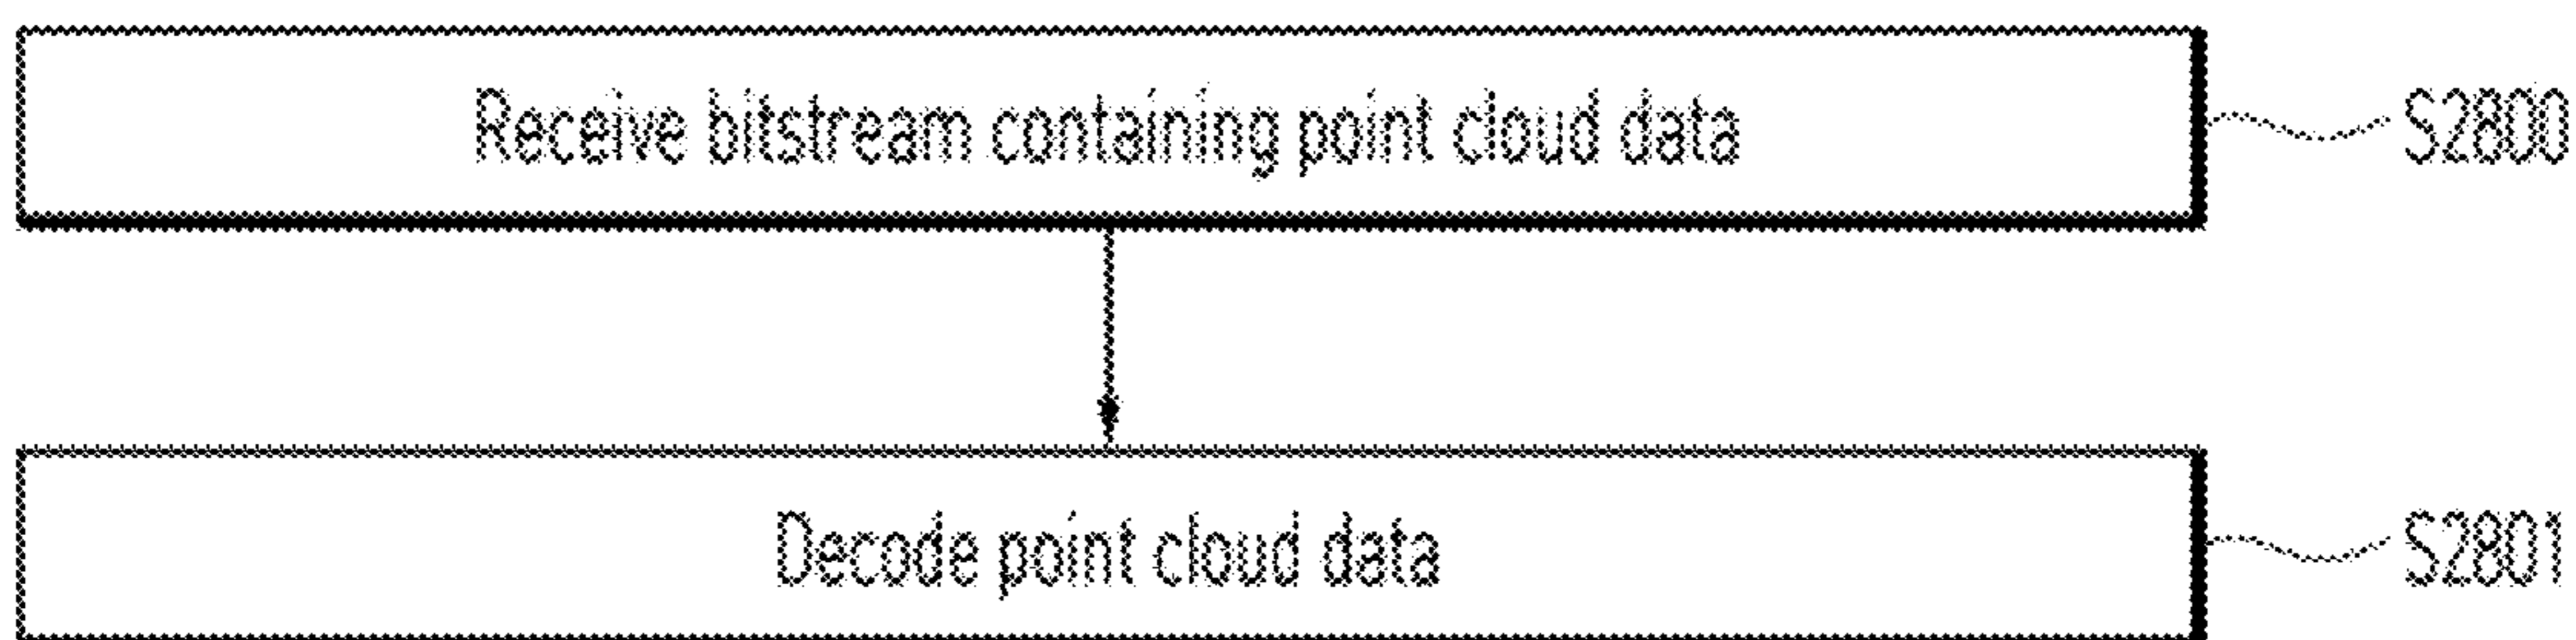 Receive bitstream containing point cloud data
S2800
Decode point cloud data
S2801